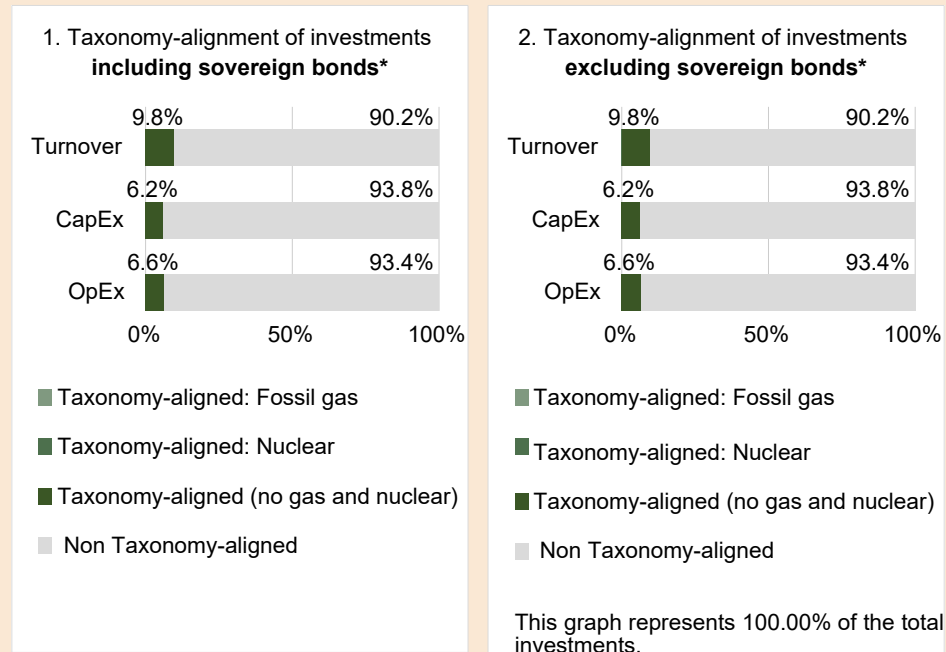 1. Taxonomy-alignment of investments
including sovereign bonds*
9.8% 90.2%
Turnover
6.2% 93.8%
CapEx
6.6% 93.4%
OpEx
0% 50% 100%
Taxonomy-aligned: Fossil gas
Taxonomy-aligned: Nuclear
Taxonomy-aligned (no gas and nuclear)
Non Taxonomy-aligned
2. Taxonomy-alignment of investments
excluding sovereign bonds*
9.8% 90.2%
Turnover
6.2% 93.8%
CapEx
6.6% 93.4%
OpEx
0% 50% 100%
Taxonomy-aligned: Fossil gas
Taxonomy-aligned: Nuclear
Taxonomy-aligned (no gas and nuclear)
Non Taxonomy-aligned
This graph represents 100.00% of the total
investments.